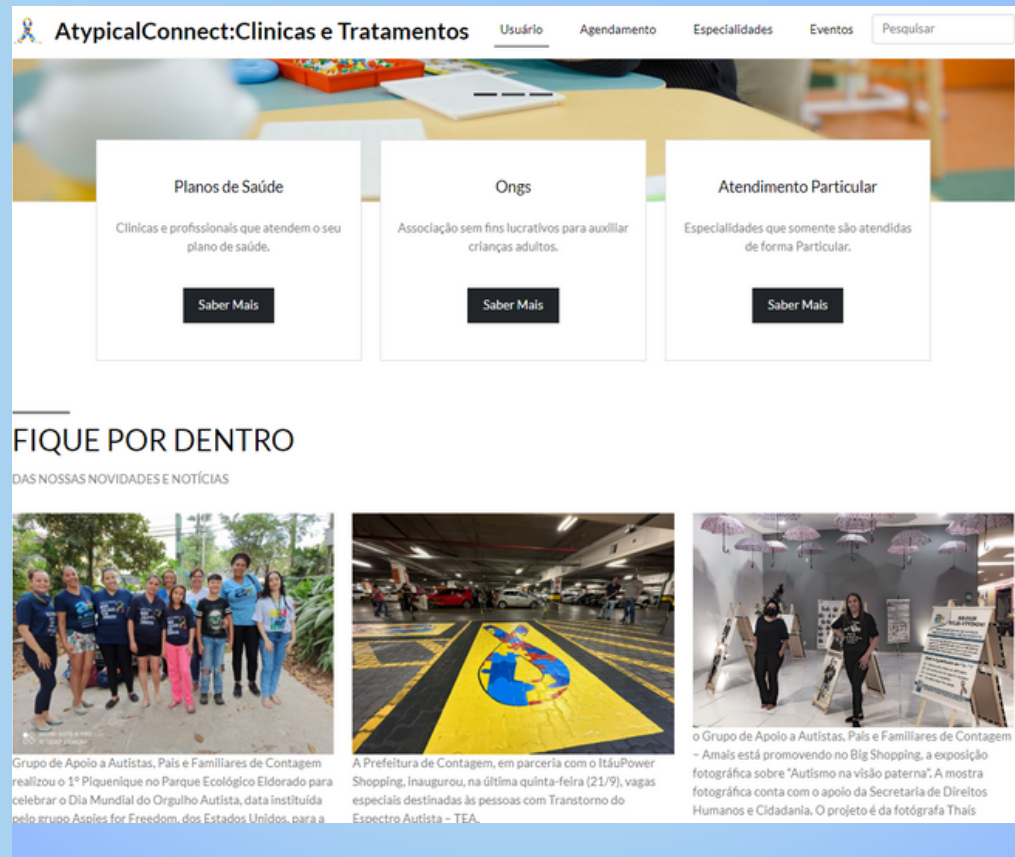 AtypicalConnect:Clinicas e Tratamentos
Usuário
Agendamento
Especialidades
Eventos
Pesquisar
Planos de Saúde
Clinicas e profissionais que atendem o seu
plano de saúde.
Saber Mais
Ongs
Associação sem fins lucrativos para auxiliar
crianças adultos.
Saber Mais
Atendimento Particular
Especialidades que somente são atendidas
de forma Particular.
Saber Mais
FIQUE POR DENTRO
DAS NOSSAS NOVIDADES E NOTÍCIAS
Grupo de Apoio a Autistas, Pais e Familiares de Contagem
realizou o 1º Piquenique no Parque Ecológico Eldorado para
celebrar o Dia Mundial do Orgulho Autista, data instituída
pelo grupo Aspies for Freedom, dos Estados Unidos, para a
A Prefeitura de Contagem, em parceria com o ItáuPower
Shopping, inaugurou, na última quinta-feira (21/9), vagas
especiais destinadas às pessoas com Transtorno do
Espectro Autista – TEA.
o Grupo de Apoio a Autistas, Pais e Familiares de Contagem
– Amais está promovendo no Big Shopping, a exposição
fotográfica sobre "Autismo na visão paterna". A mostra
fotográfica conta com o apoio da Secretaria de Direitos
Humanos e Cidadania. O projeto é da fotógrafa Thais